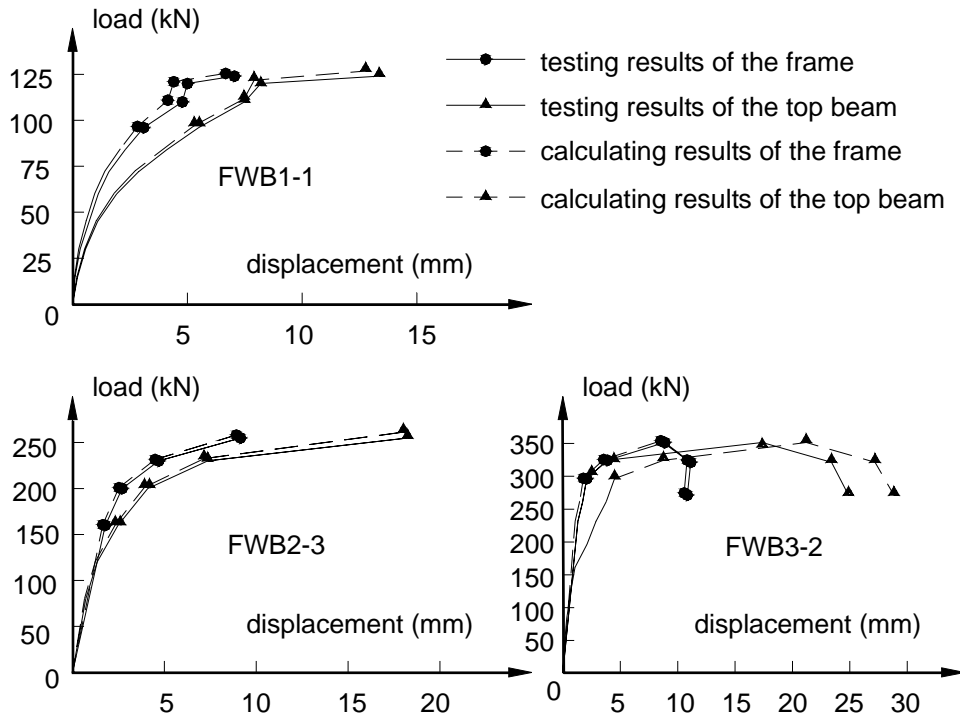 load (kN)
125
100
75
50
25
0
FWB1-1
displacement (mm)
5
10
15
testing results of the frame
testing results of the top beam
calculating results of the frame
calculating results of the top beam
load (kN)
250
200
150
100
50
0
FWB2-3
displacement (mm)
5
10
15
20
load (kN)
350
300
250
200
350
300
150
100
50
0
FWB3-2
displacement (mm)
5
10
15
21
25
30